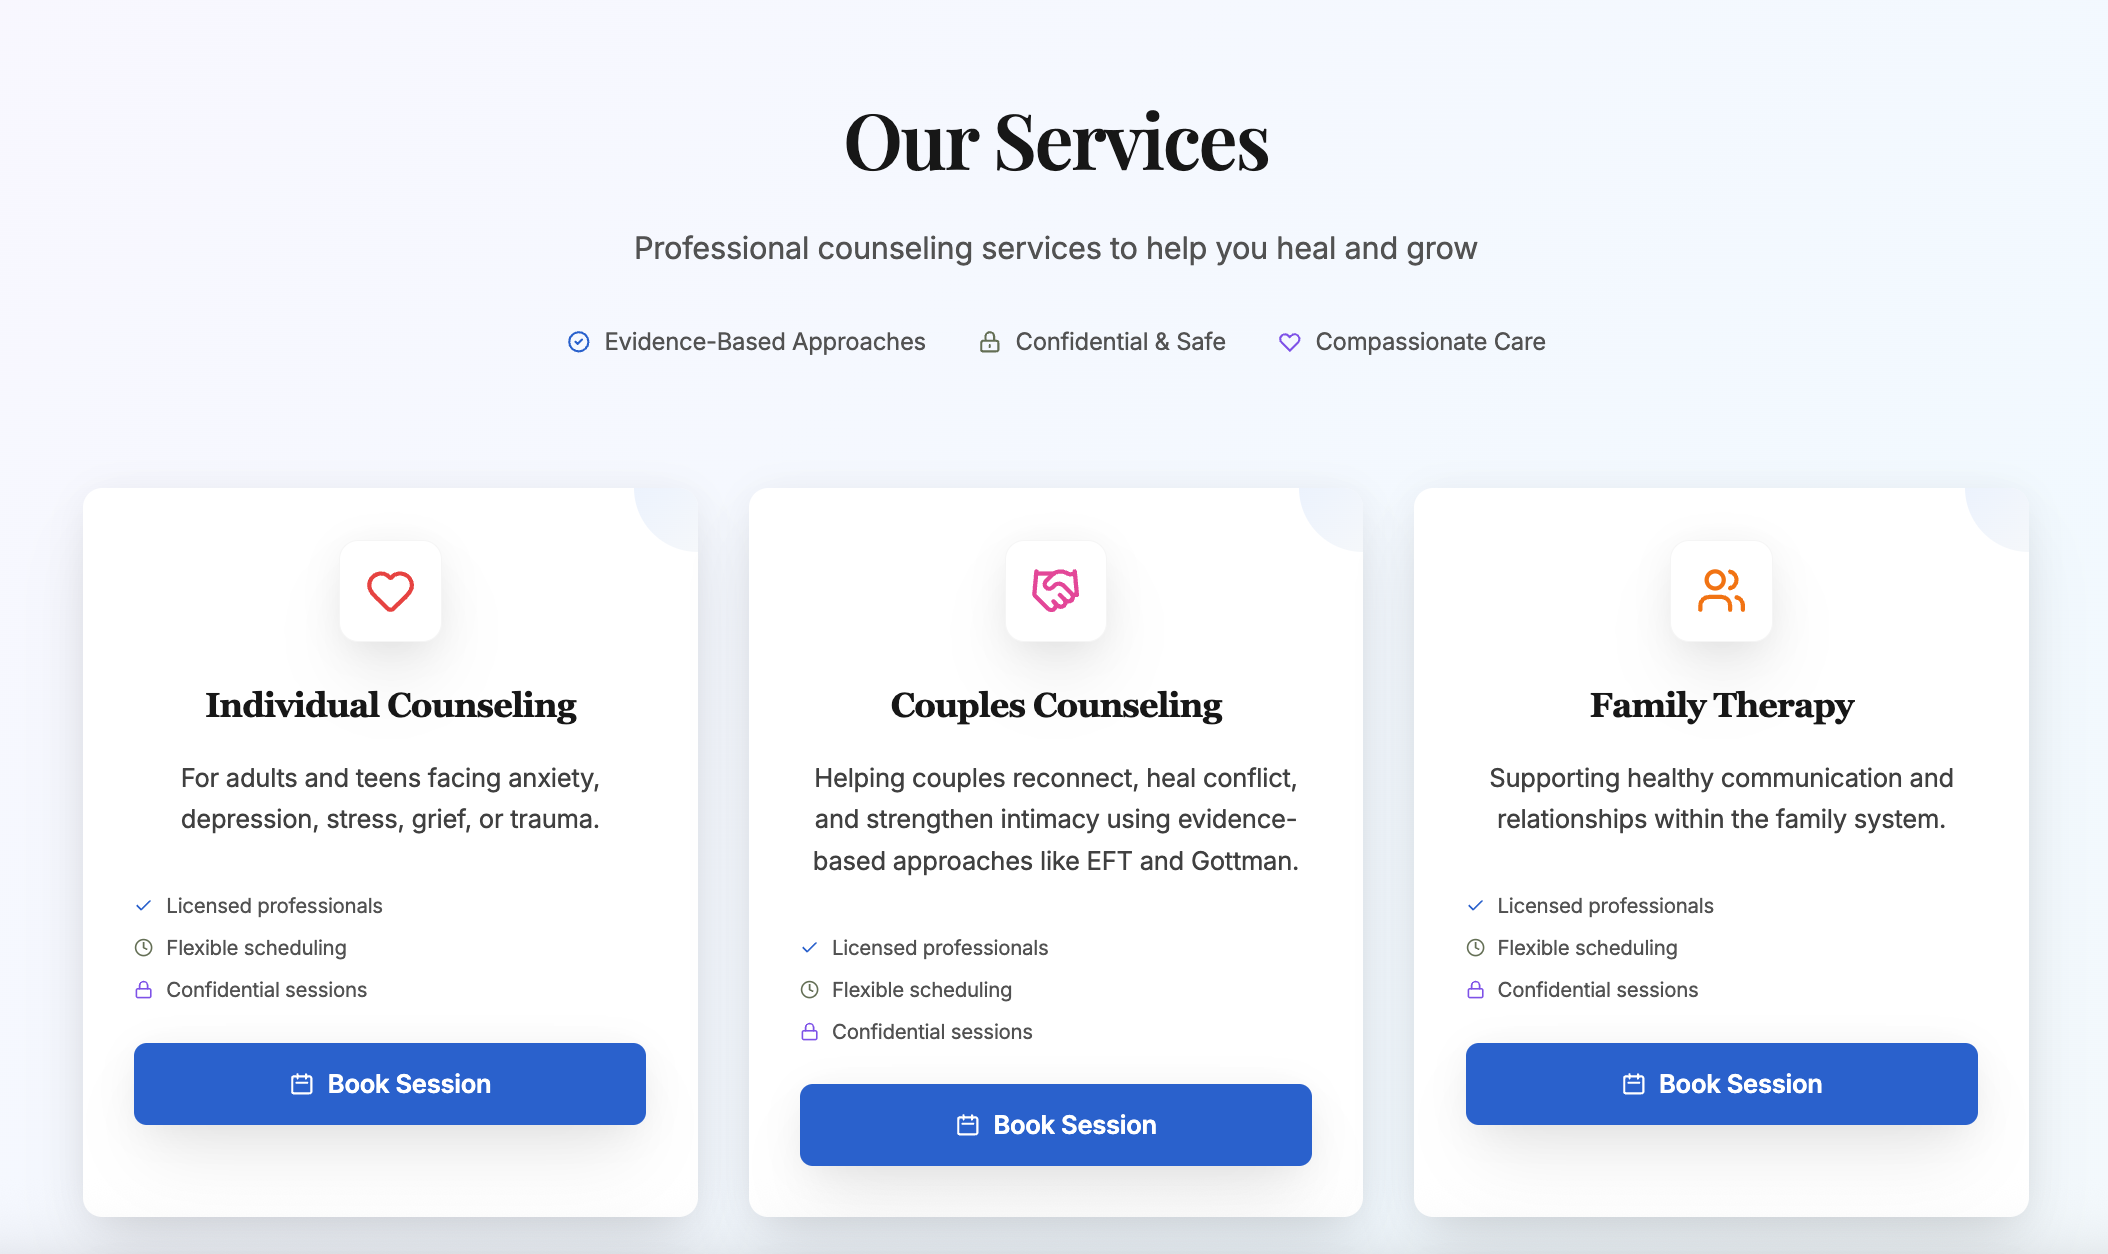 Our Services
Professional counseling services to help you heal and grow
Evidence-Based Approaches
Confidential & Safe
Compassionate Care
Individual Counseling
For adults and teens facing anxiety,
depression, stress, grief, or trauma.
Licensed professionals
Flexible scheduling
Confidential sessions
Book Session
Couples Counseling
Helping couples reconnect, heal conflict,
and strengthen intimacy using evidence-
based approaches like EFT and Gottman.
Licensed professionals
Flexible scheduling
Confidential sessions
Book Session
Family Therapy
Supporting healthy communication and
relationships within the family system.
Licensed professionals
Flexible scheduling
Confidential sessions
Book Session